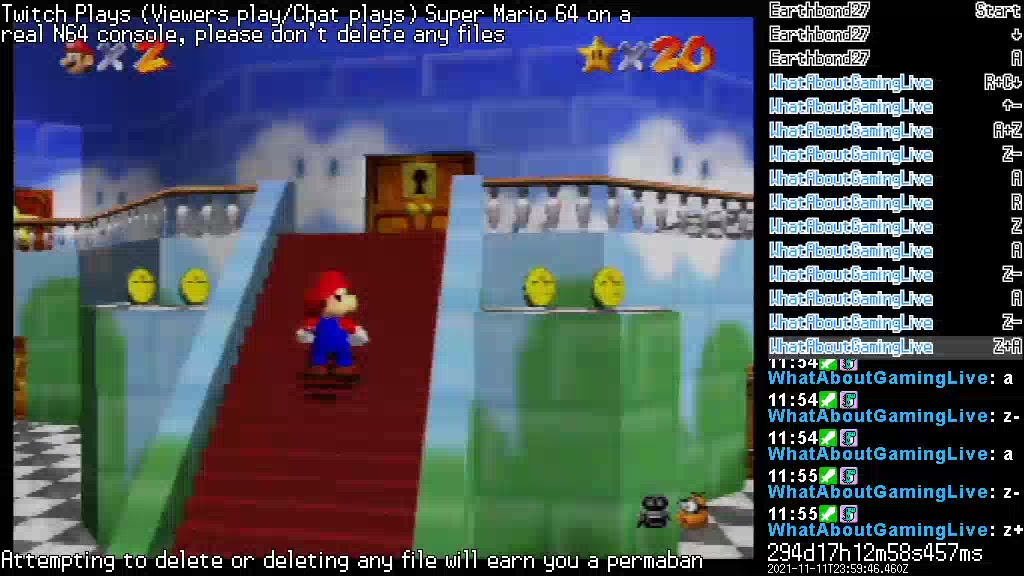 Twitch Plays (Viewers play/Chat plays) Super Mario 64 on a
real N64 console, please don't delete any files
x 2
x 20
Earthbond27 Start
Earthbond27 ↓
Earthbond27 A
WhatAboutGamingLive R+C↓
WhatAboutGamingLive ↑-
WhatAboutGamingLive A+Z
WhatAboutGamingLive Z-
WhatAboutGamingLive A
WhatAboutGamingLive R
WhatAboutGamingLive Z
WhatAboutGamingLive A
WhatAboutGamingLive Z-
WhatAboutGamingLive A
WhatAboutGamingLive Z-
WhatAboutGamingLive Z+A
11:54
WhatAboutGamingLive: a
11:54
WhatAboutGamingLive: z-
11:54
WhatAboutGamingLive: a
11:55
WhatAboutGamingLive: z-
11:55
WhatAboutGamingLive: z+
294d17h12m58s457ms
2021-11-11T23:59:46.460Z
Attempting to delete or deleting any file will earn you a permaban